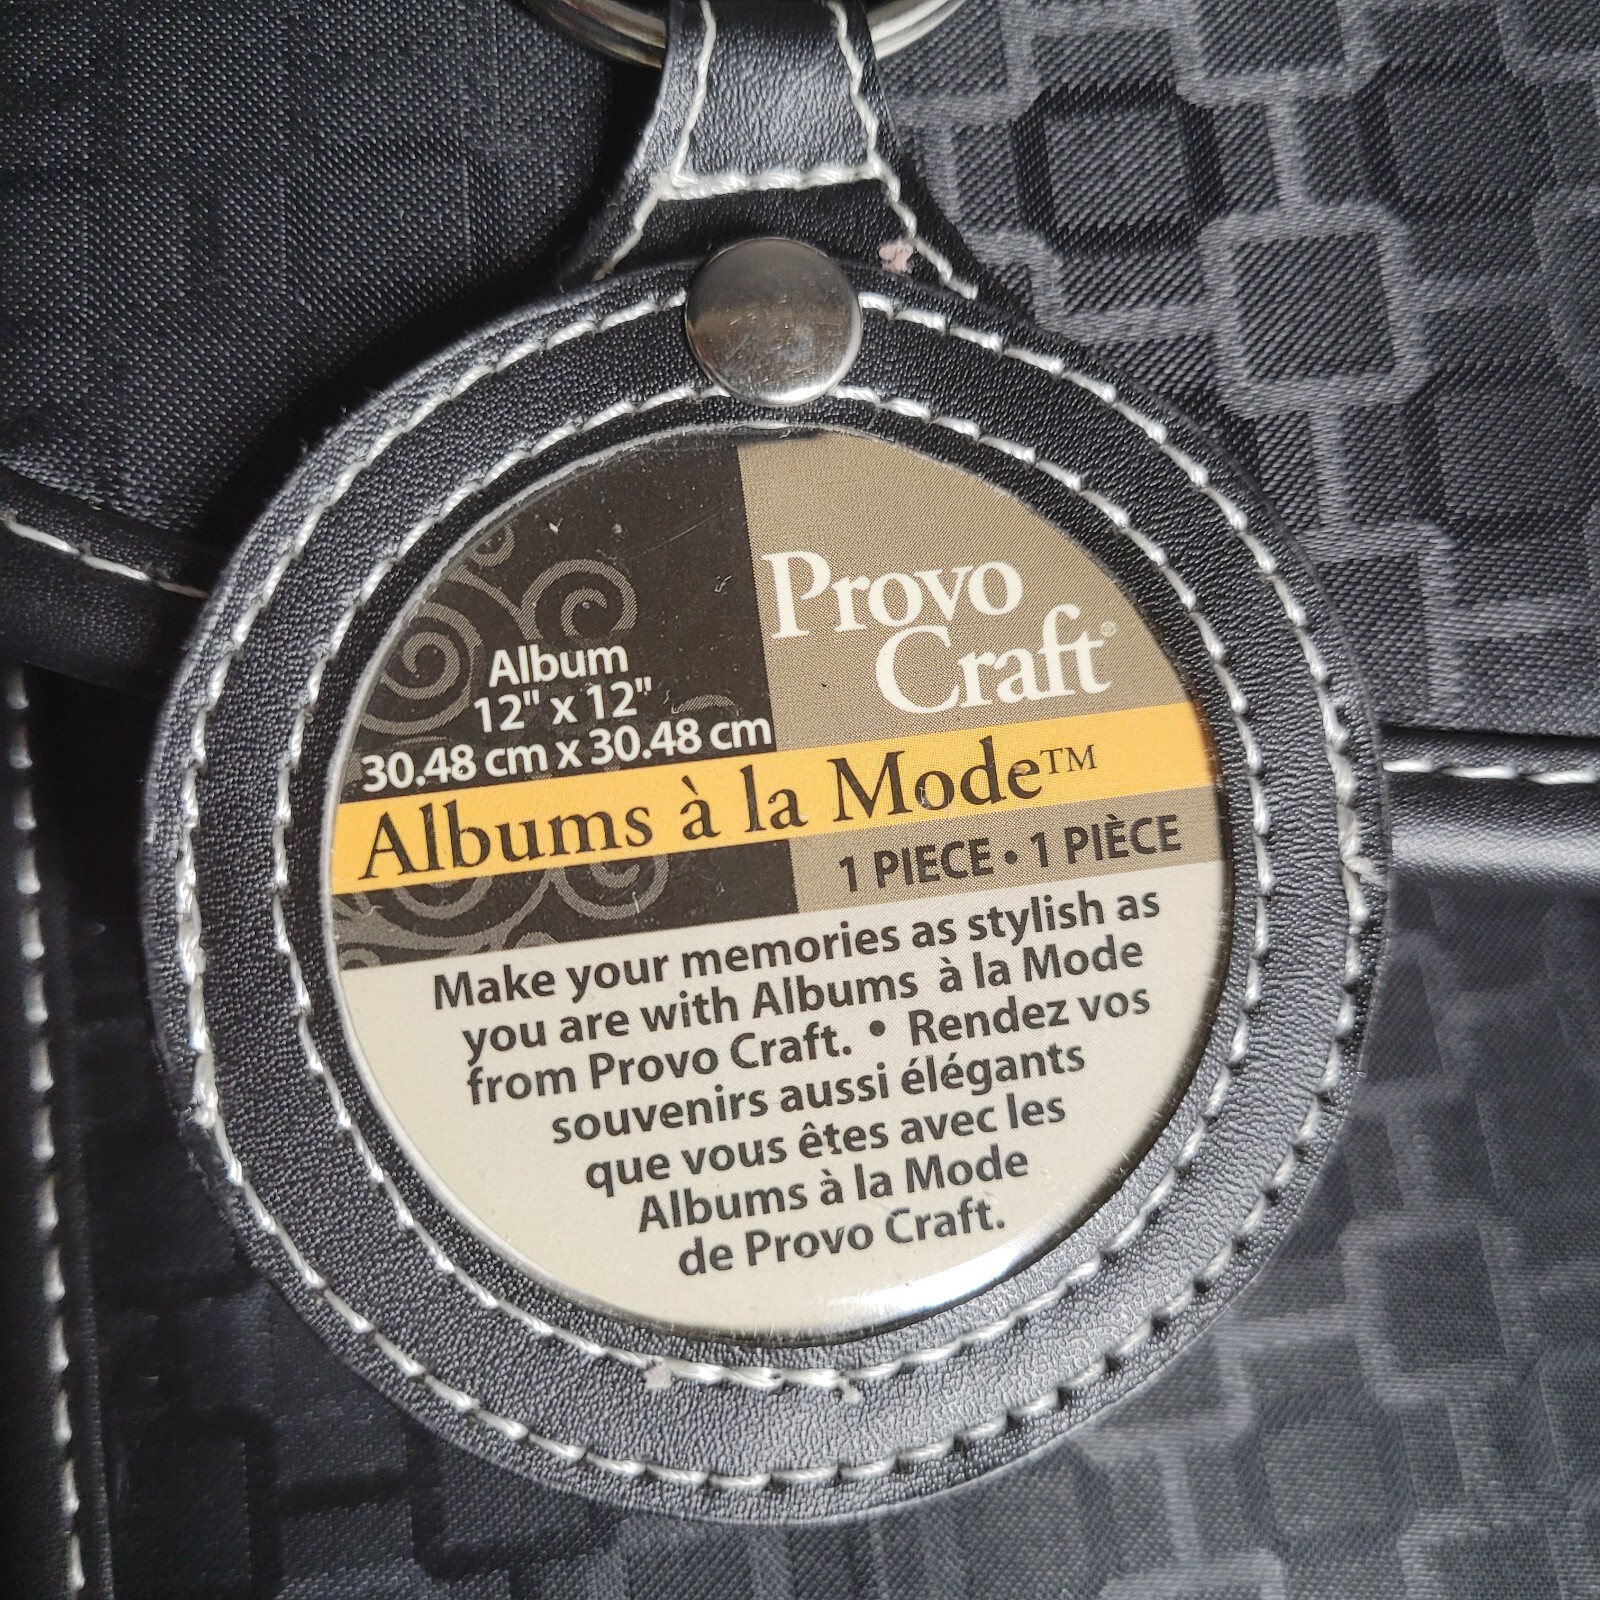 Provo
Craft®
Album
12" x 12"
30.48 cm x 30.48 cm
Albums à la Mode™
1 PIECE • 1 PIÈCE
Make your memories as stylish as
you are with Albums à la Mode
from Provo Craft. • Rendez vos
souvenirs aussi élégants
que vous êtes avec les
Albums à la Mode
de Provo Craft.